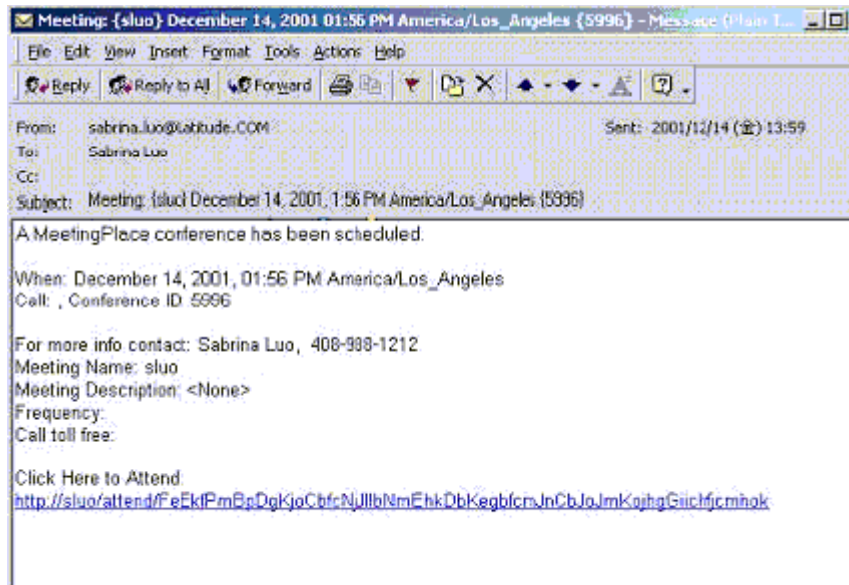 Meeting: {sluo} December 14, 2001 01:56 PM America/Los_Angeles {5996} - Message (Plain T...
File Edit View Insert Format Tools Actions Help
Reply Reply to All Forward
From: sabrina.luo@Latitude.COM Sent: 2001/12/14 (金) 13:59
To: Sabrina Luo
Cc:
Subject: Meeting: {sluo} December 14, 2001, 1:56 PM America/Los_Angeles {5996}
A MeetingPlace conference has been scheduled.
When: December 14, 2001, 01:56 PM America/Los_Angeles
Call: , Conference ID: 5996
For more info contact: Sabrina Luo, 408-988-1212
Meeting Name: sluo
Meeting Description: <None>
Frequency:
Call toll free:
Click Here to Attend: